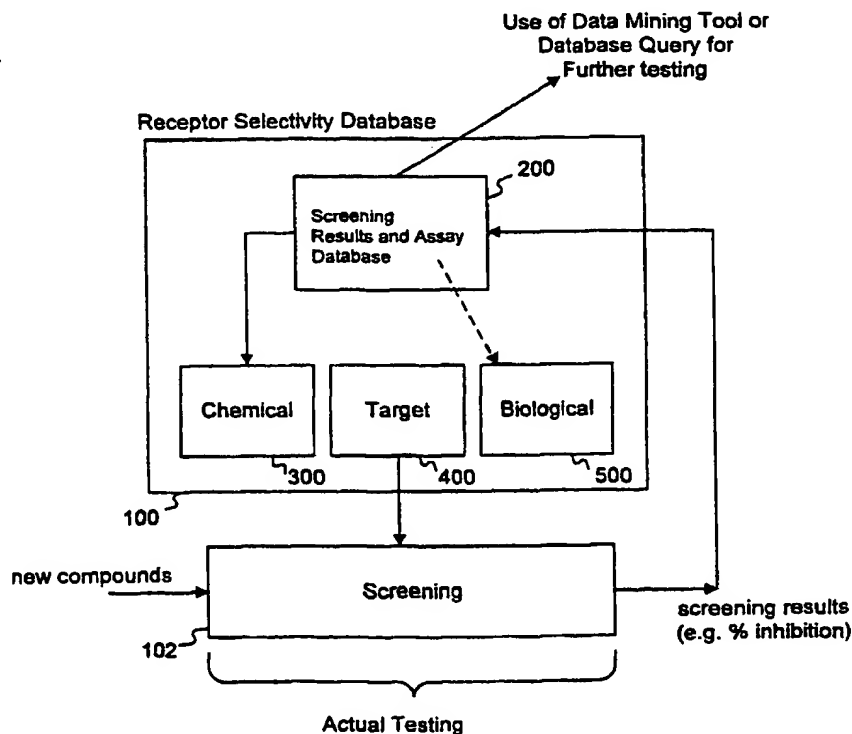 Use of Data Mining Tool or
Database Query for
Further testing
Receptor Selectivity Database
200
Screening
Results and Assay
Database
Chemical
Target
Biological
300
400
500
100
new compounds
Screening
screening results
(e.g. % inhibition)
102
Actual Testing